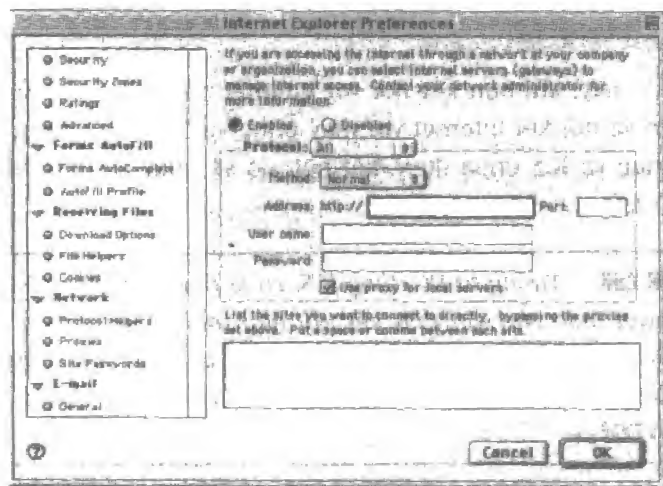 Internet Explorer Preferences
Security
Security Zones
Ratings
Advanced
Forms AutoFill
Forms AutoComplete
AutoFill Profile
Receiving Files
Download Options
File Helpers
Cookies
Network
Protocol Helpers
Proxies
Site Passwords
E-mail
General
If you are accessing the Internet through a network at your company
or organization, you can select Internet servers (gateways) to
manage Internet access. Contact your network administrator for
more information.
Enabled Disabled
Protocol: All
Method: Normal
Address: http:// Port:
User name:
Password:
Use proxy for local servers
List the sites you want to connect to directly, bypassing the proxies
set above. Put a space or comma between each site.
?
Cancel OK